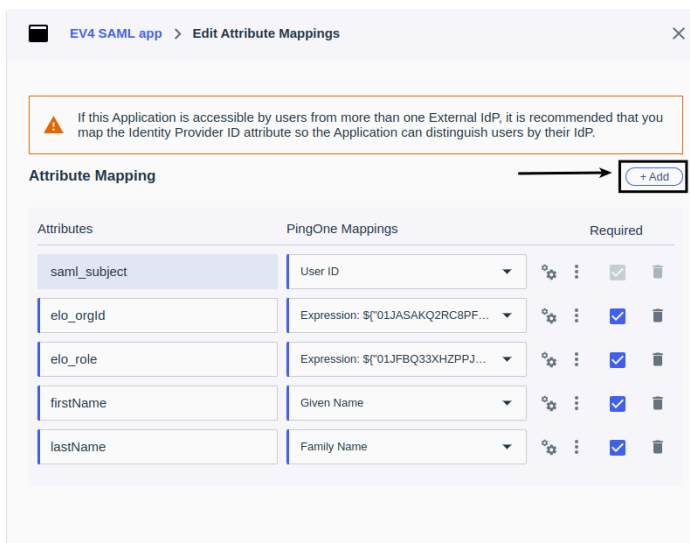 EV4 SAML app > Edit Attribute Mappings
If this Application is accessible by users from more than one External IdP, it is recommended that you
map the Identity Provider ID attribute so the Application can distinguish users by their IdP.
Attribute Mapping
+ Add
Attributes PingOne Mappings Required
saml_subject User ID
elo_orgId Expression: ${"01JASAKQ2RC8PF...
elo_role Expression: ${"01JFBQ33XHZPPJ...
firstName Given Name
lastName Family Name